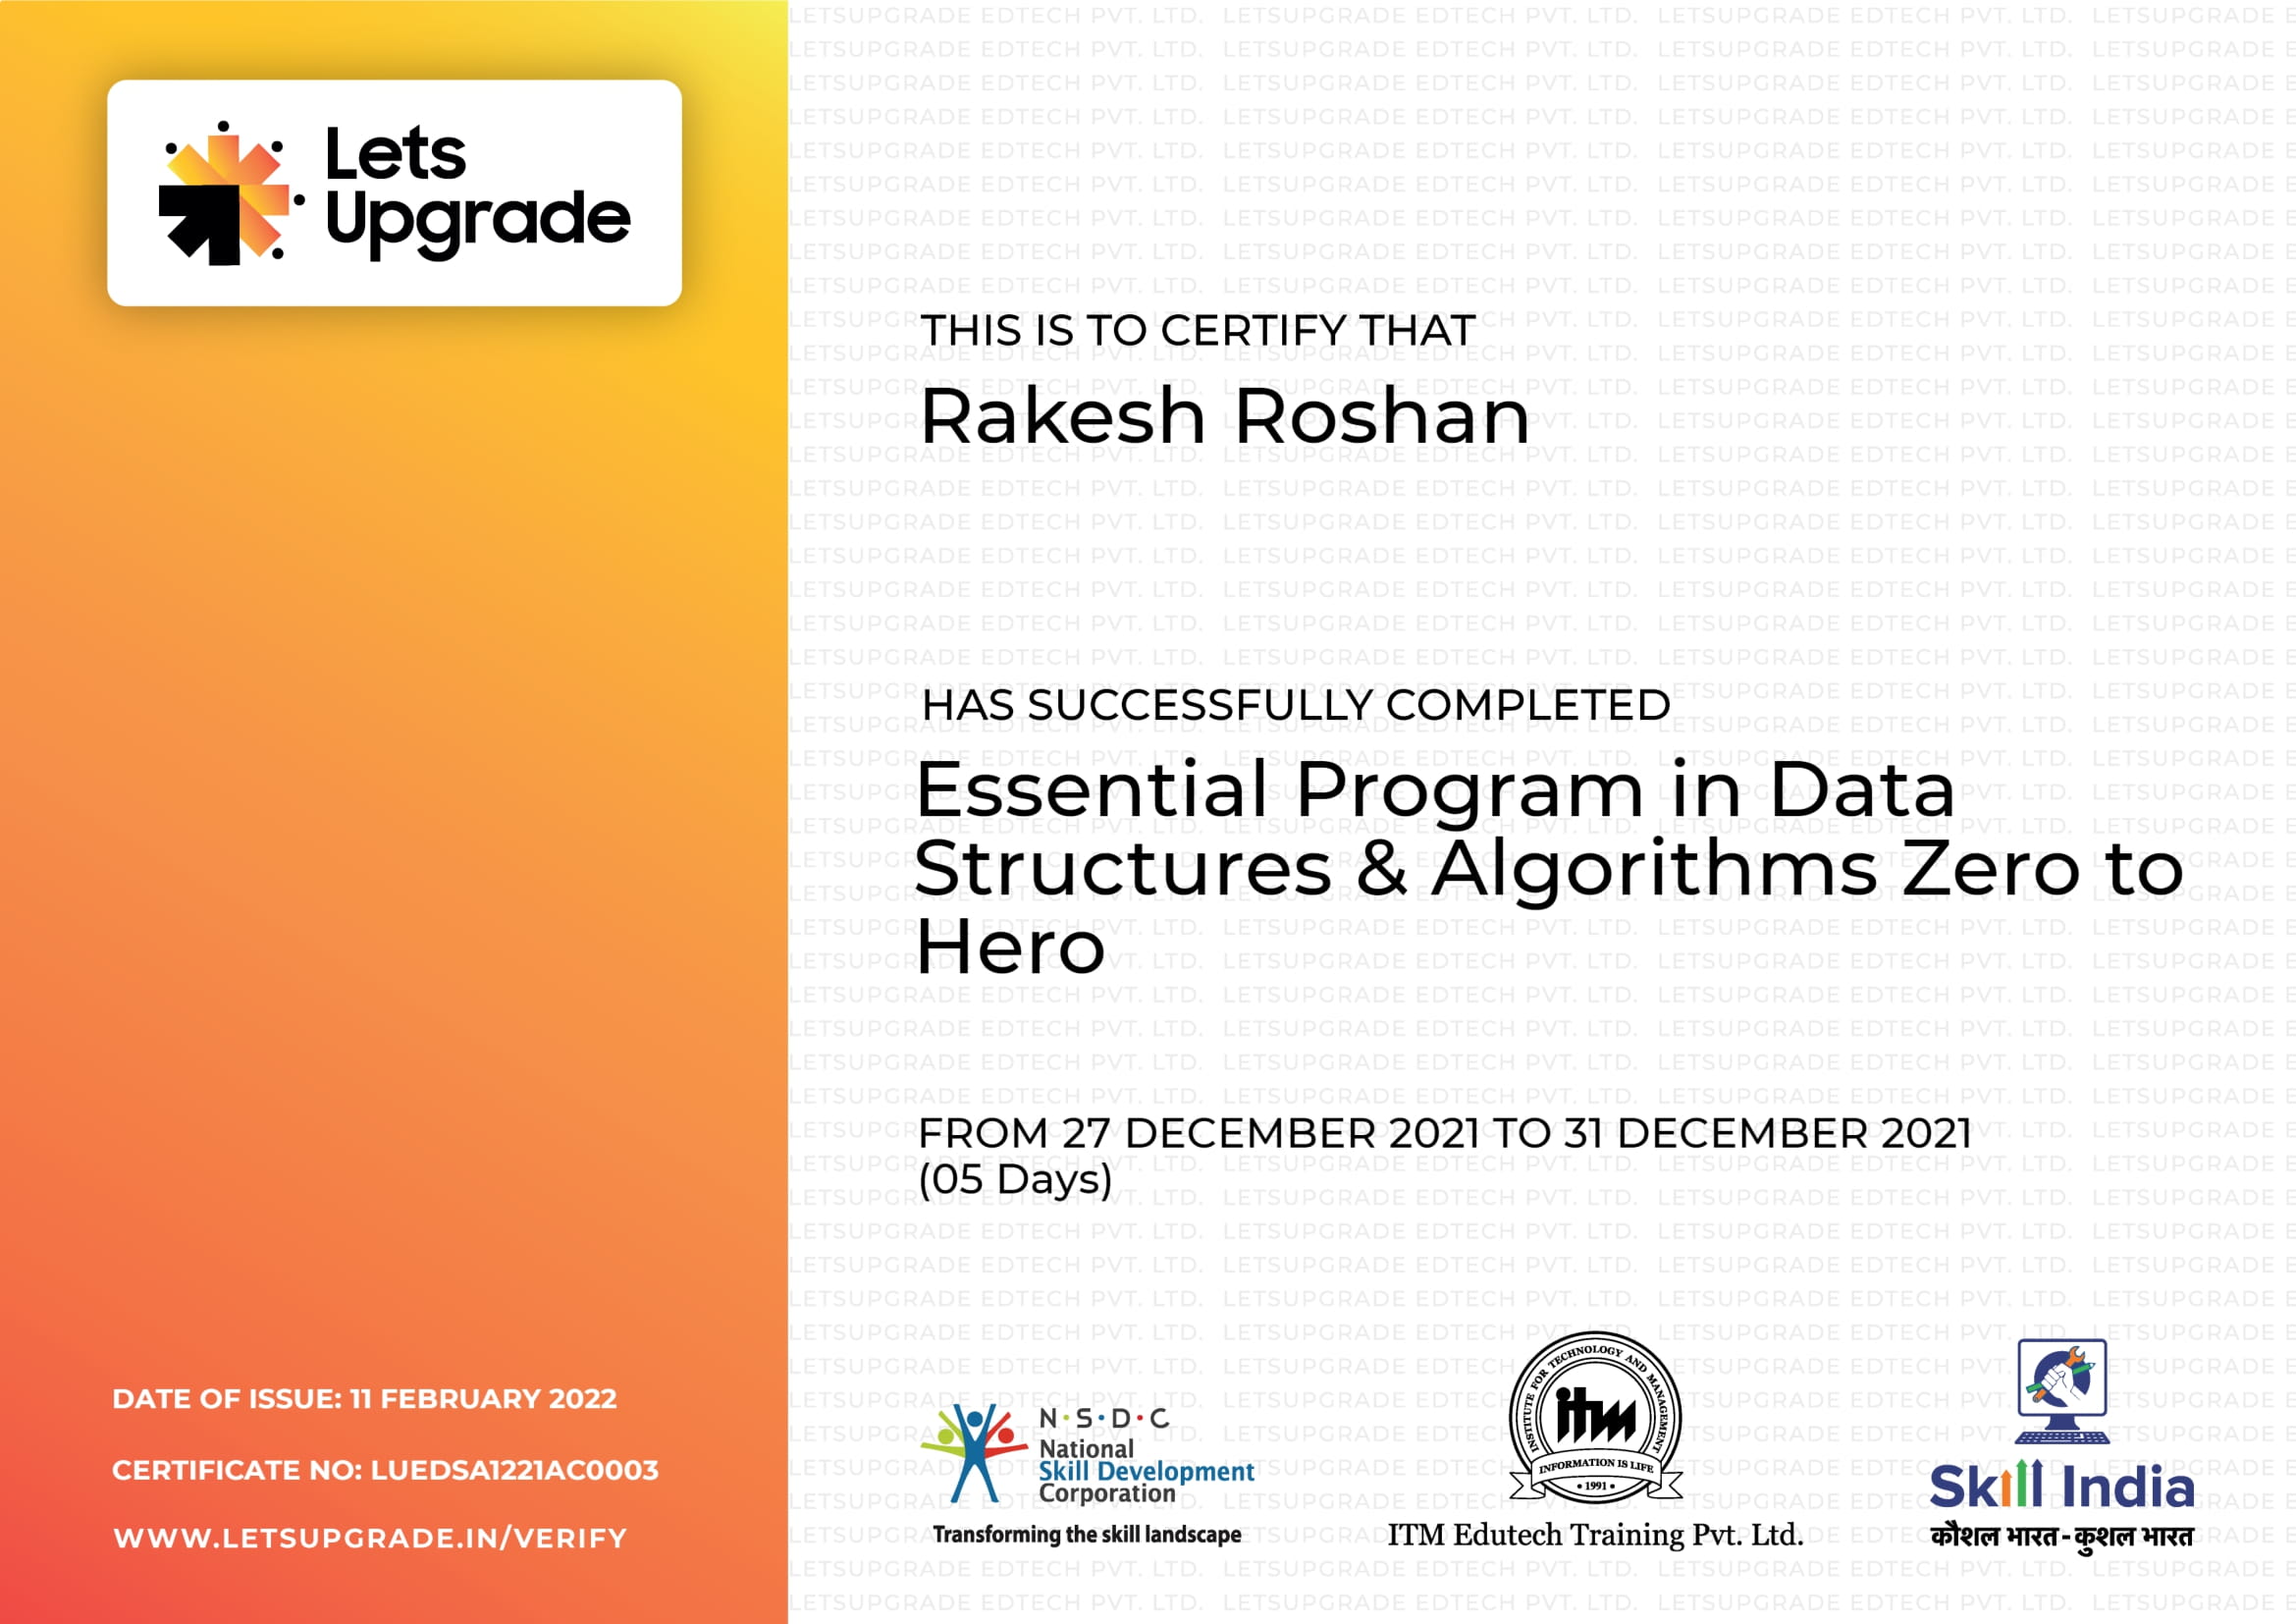 Lets
Upgrade
THIS IS TO CERTIFY THAT
Rakesh Roshan
HAS SUCCESSFULLY COMPLETED
Essential Program in Data
Structures & Algorithms Zero to
Hero
FROM 27 DECEMBER 2021 TO 31 DECEMBER 2021
(05 Days)
DATE OF ISSUE: 11 FEBRUARY 2022
CERTIFICATE NO: LUEDSA1221AC0003
WWW.LETSUPGRADE.IN/VERIFY
N·S·D·C
National
Skill Development
Corporation
Transforming the skill landscape
INSTITUTE FOR TECHNOLOGY AND MANAGEMENT
itm
INFORMATION IS LIFE
• 1991 •
ITM Edutech Training Pvt. Ltd.
Skill India
कौशल भारत - कुशल भारत
LETSUPGRADE EDTECH PVT. LTD.